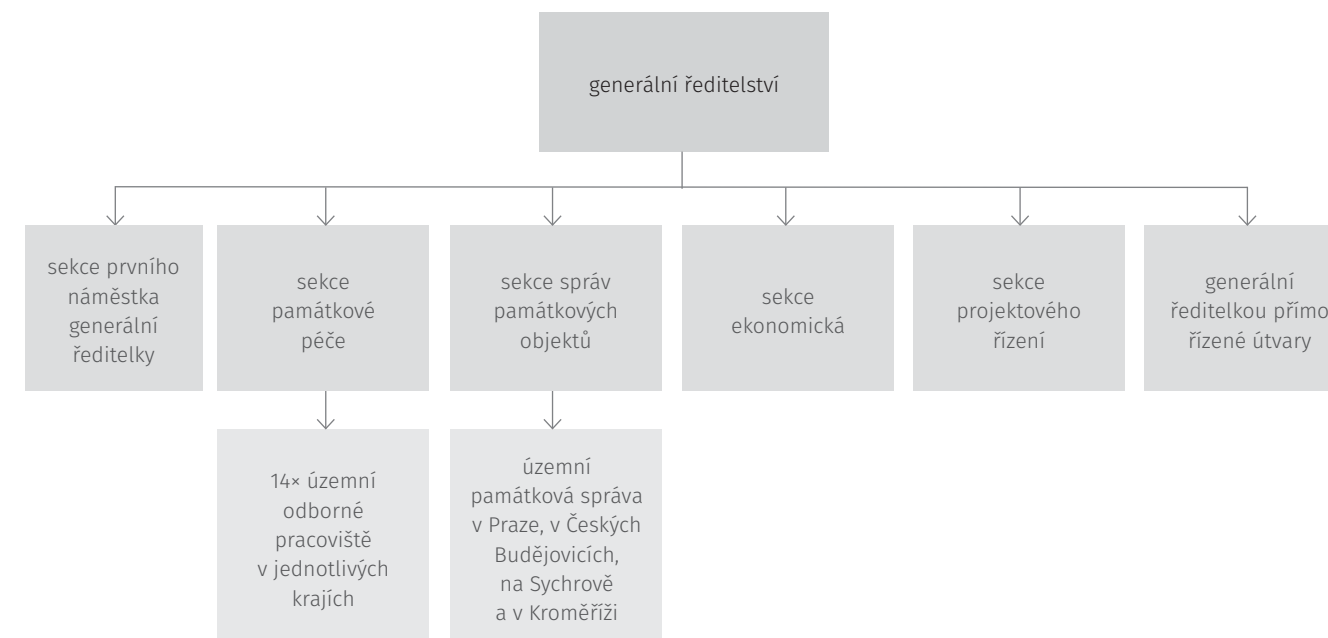 generální ředitelství
sekce prvního
náměstka
generální
ředitelky
sekce
památkové
péče
sekce správ
památkových
objektů
sekce
ekonomická
sekce
projektového
řízení
generální
ředitelkou přímo
řízené útvary
14× územní
odborné
pracoviště
v jednotlivých
krajích
územní
památková správa
v Praze, v Českých
Budějovicích,
na Sychrově
a v Kroměříži